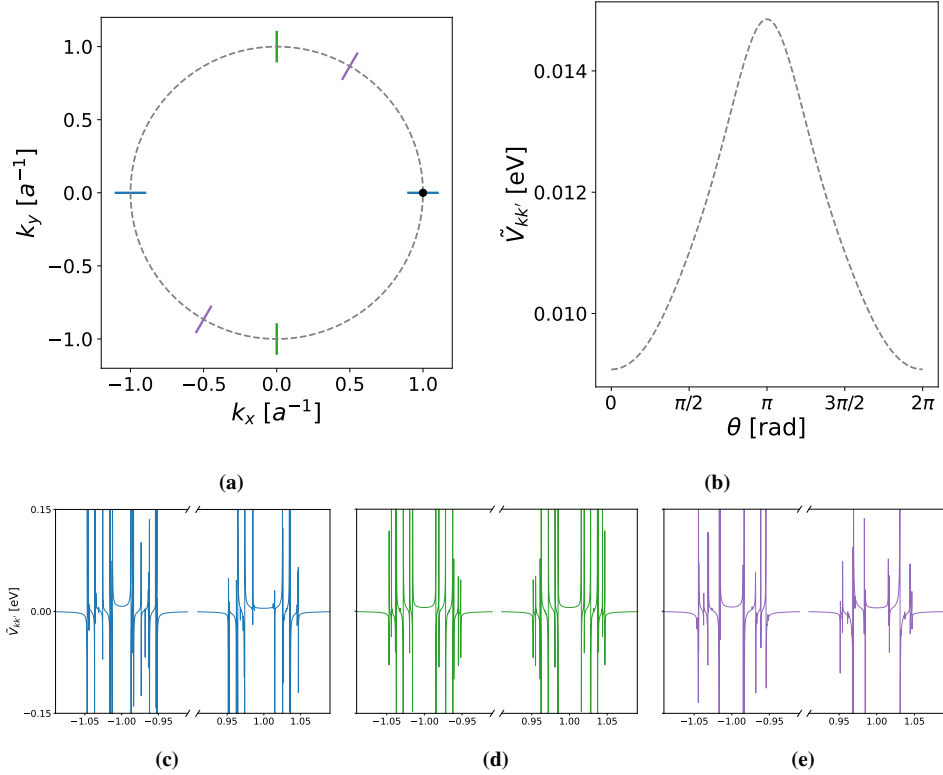 1.0
0.5
0.0
−0.5
−1.0
k_y [a^{-1}]
−1.0 −0.5 0.0 0.5 1.0
k_x [a^{-1}]
(a)
0.014
0.012
0.010
Ṽ_{kk′} [eV]
0 π/2 π 3π/2 2π
θ [rad]
(b)
0.15
0.00
−0.15
Ṽ_{kk′} [eV]
−1.05 −1.00 −0.95 0.95 1.00 1.05
(c)
−1.05 −1.00 −0.95 0.95 1.00 1.05
(d)
−1.05 −1.00 −0.95 0.95 1.00 1.05
(e)